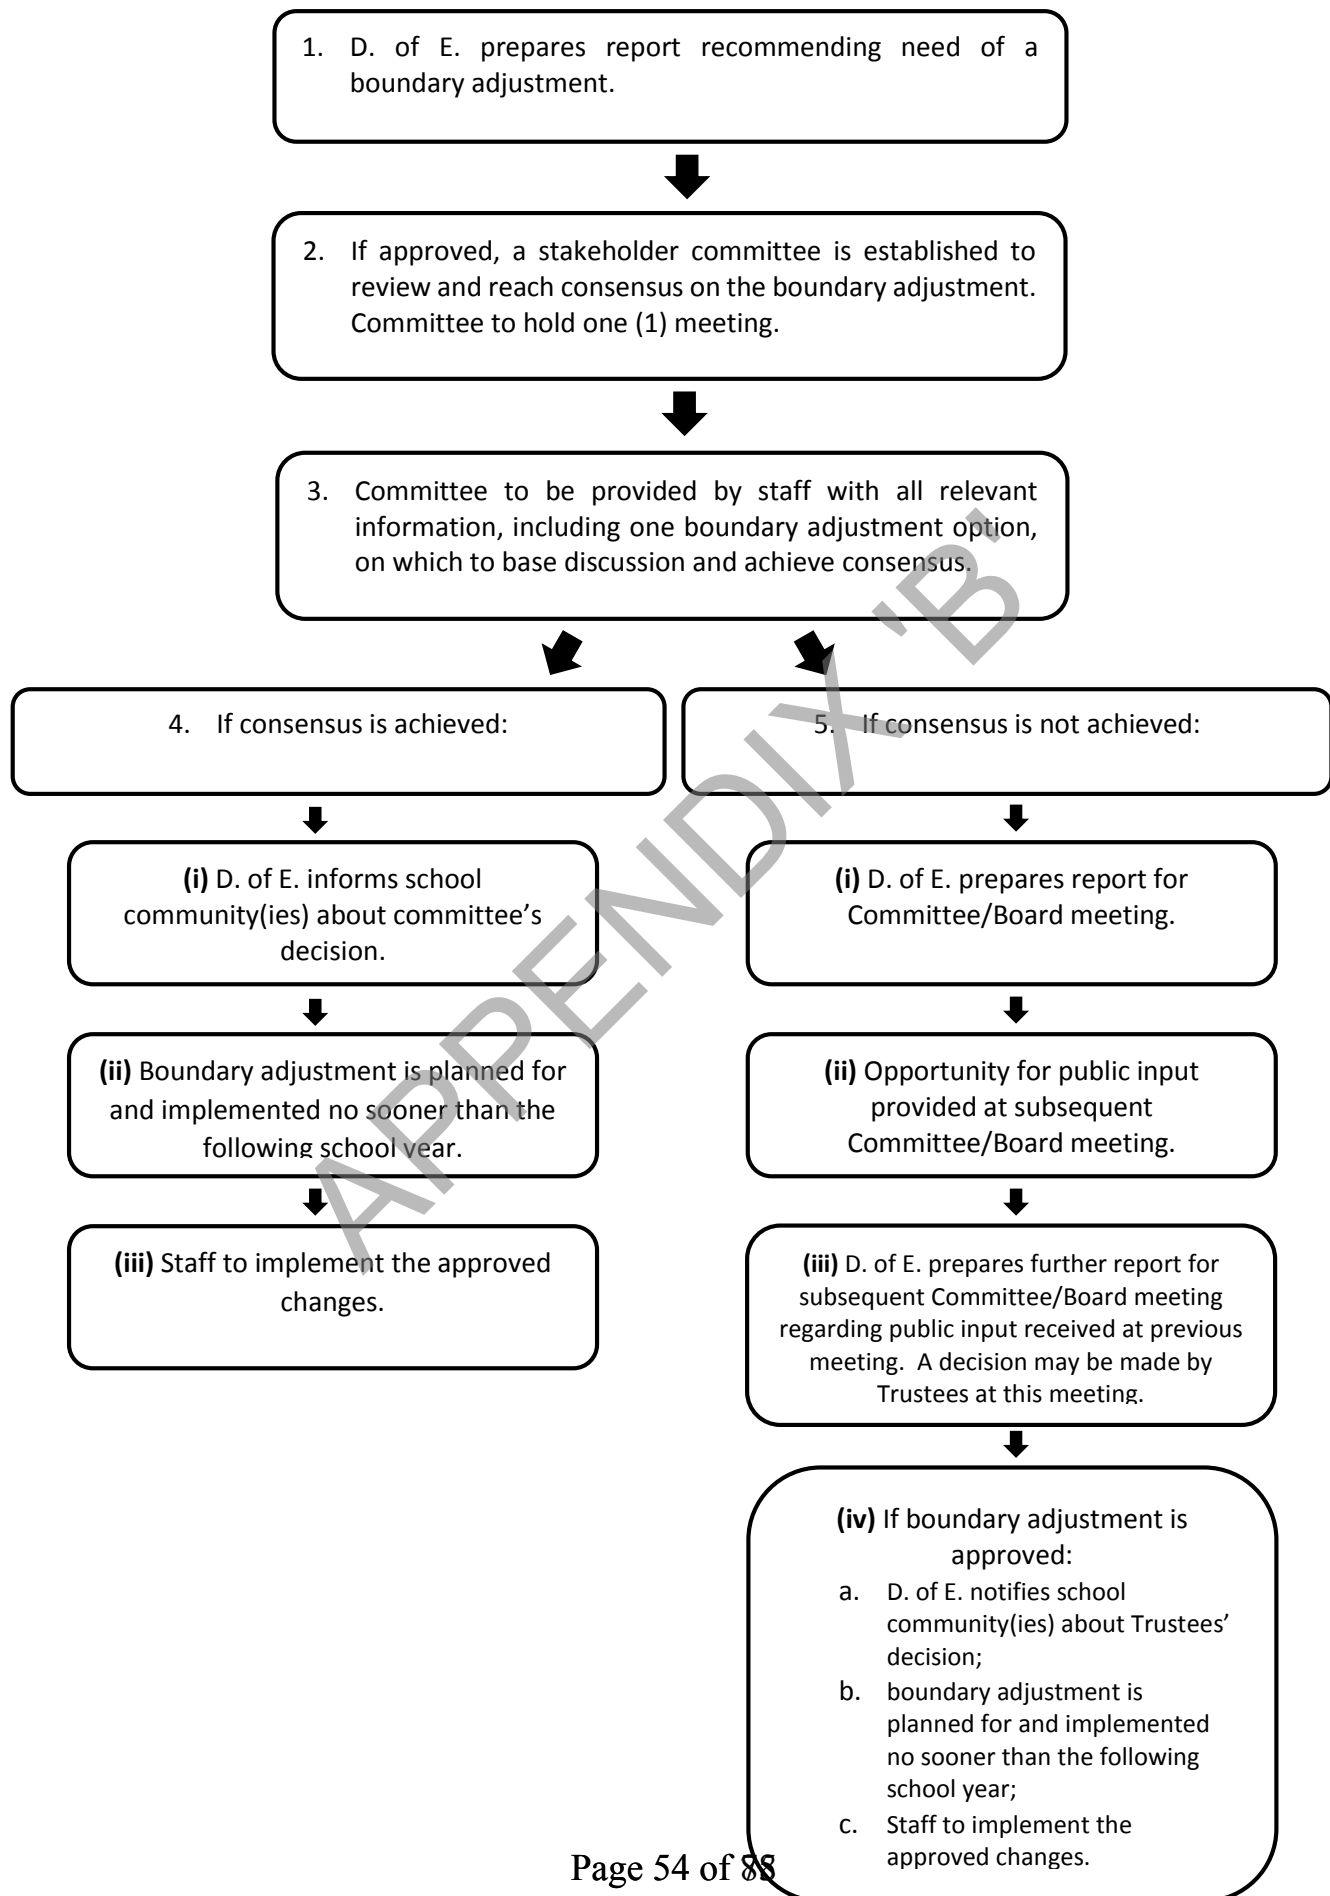 1. D. of E. prepares report recommending need of a
boundary adjustment.
2. If approved, a stakeholder committee is established to
review and reach consensus on the boundary adjustment.
Committee to hold one (1) meeting.
3. Committee to be provided by staff with all relevant
information, including one boundary adjustment option,
on which to base discussion and achieve consensus.
4. If consensus is achieved:
(i) D. of E. informs school
community(ies) about committee’s
decision.
(ii) Boundary adjustment is planned for
and implemented no sooner than the
following school year.
(iii) Staff to implement the approved
changes.
5. If consensus is not achieved:
(i) D. of E. prepares report for
Committee/Board meeting.
(ii) Opportunity for public input
provided at subsequent
Committee/Board meeting.
(iii) D. of E. prepares further report for
subsequent Committee/Board meeting
regarding public input received at previous
meeting. A decision may be made by
Trustees at this meeting.
(iv) If boundary adjustment is
approved:
a. D. of E. notifies school
community(ies) about Trustees’
decision;
b. boundary adjustment is
planned for and implemented
no sooner than the following
school year;
c. Staff to implement the
approved changes.
APPENDIX 'B'
Page 54 of